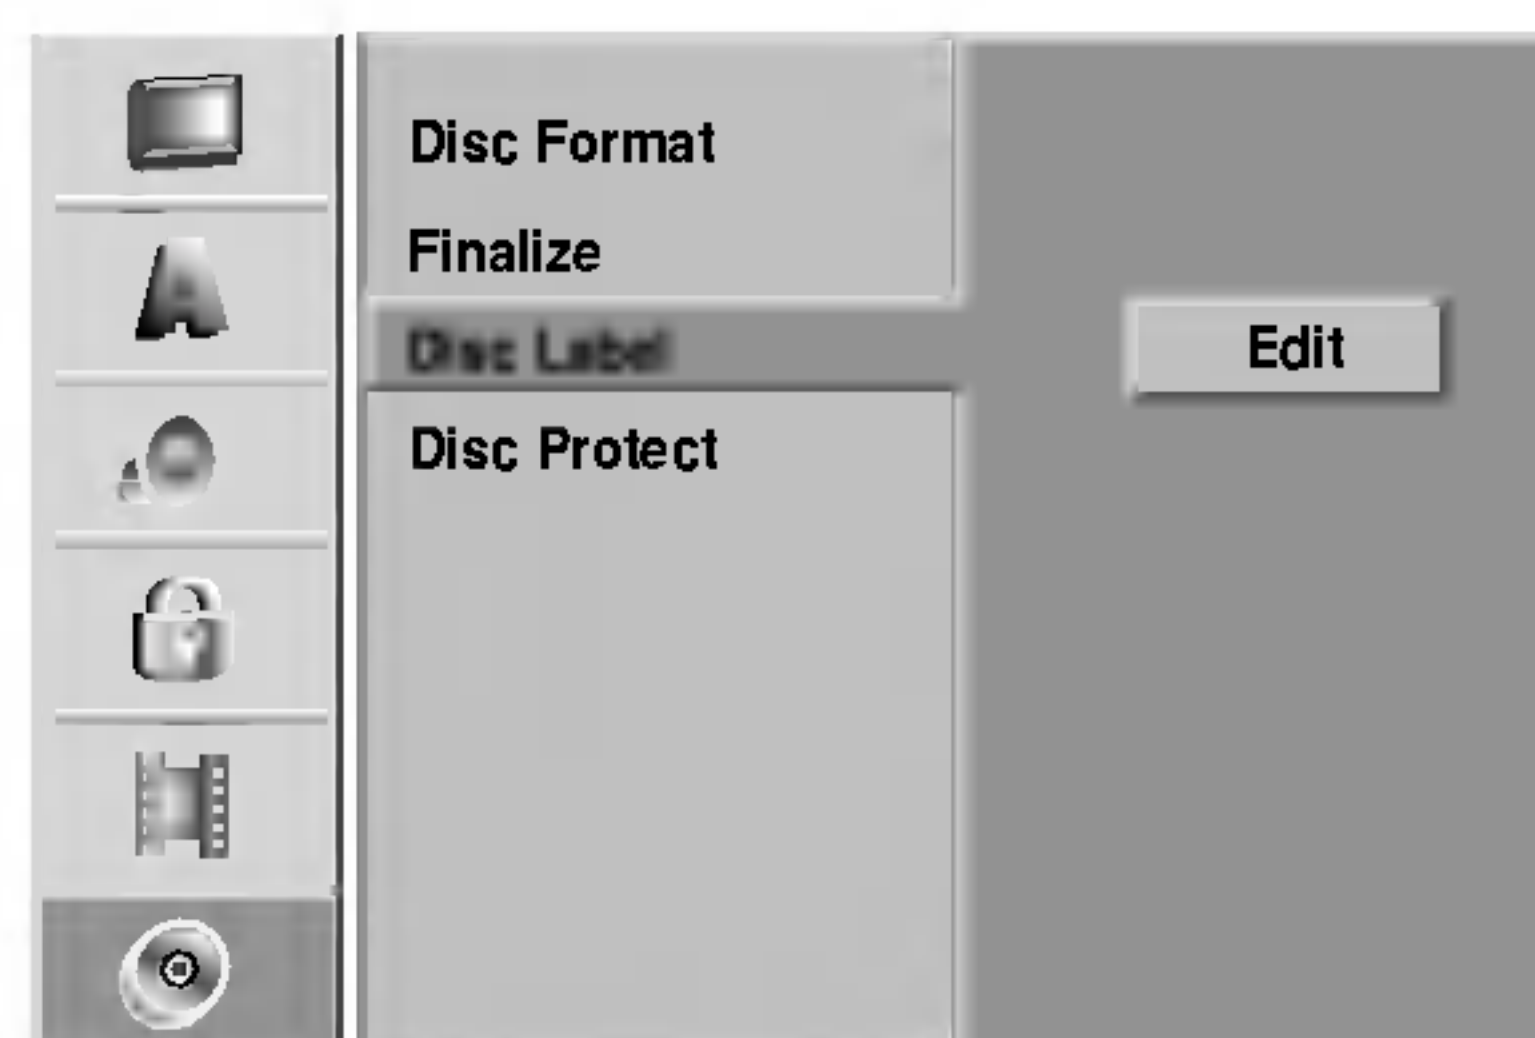 Disc Format
Finalize
Disc Label
Edit
Disc Protect